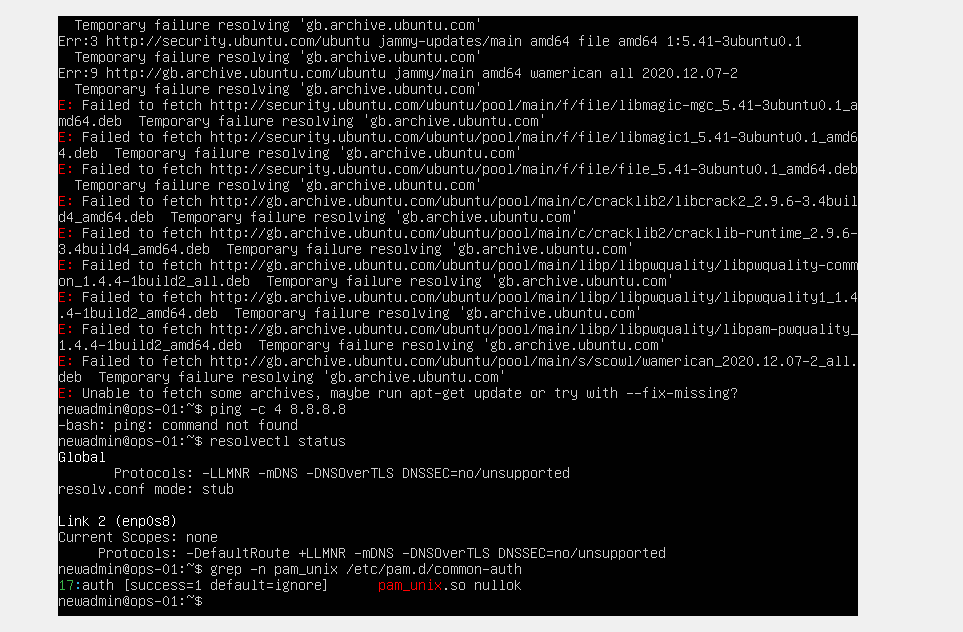 Temporary failure resolving 'gb.archive.ubuntu.com'
Err:3 http://security.ubuntu.com/ubuntu jammy-updates/main amd64 file amd64 1:5.41-3ubuntu0.1
Temporary failure resolving 'gb.archive.ubuntu.com'
Err:9 http://gb.archive.ubuntu.com/ubuntu jammy/main amd64 wamerican all 2020.12.07-2
Temporary failure resolving 'gb.archive.ubuntu.com'
E: Failed to fetch http://security.ubuntu.com/ubuntu/pool/main/f/file/libmagic-mgc_5.41-3ubuntu0.1_a
md64.deb  Temporary failure resolving 'gb.archive.ubuntu.com'
E: Failed to fetch http://security.ubuntu.com/ubuntu/pool/main/f/file/libmagic1_5.41-3ubuntu0.1_amd6
4.deb  Temporary failure resolving 'gb.archive.ubuntu.com'
E: Failed to fetch http://security.ubuntu.com/ubuntu/pool/main/f/file/file_5.41-3ubuntu0.1_amd64.deb
Temporary failure resolving 'gb.archive.ubuntu.com'
E: Failed to fetch http://gb.archive.ubuntu.com/ubuntu/pool/main/c/cracklib2/libcrack2_2.9.6-3.4buil
d4_amd64.deb  Temporary failure resolving 'gb.archive.ubuntu.com'
E: Failed to fetch http://gb.archive.ubuntu.com/ubuntu/pool/main/c/cracklib2/cracklib-runtime_2.9.6-
3.4build4_amd64.deb  Temporary failure resolving 'gb.archive.ubuntu.com'
E: Failed to fetch http://gb.archive.ubuntu.com/ubuntu/pool/main/libp/libpwquality/libpwquality-comm
on_1.4.4-1build2_all.deb  Temporary failure resolving 'gb.archive.ubuntu.com'
E: Failed to fetch http://gb.archive.ubuntu.com/ubuntu/pool/main/libp/libpwquality/libpwquality1_1.4
.4-1build2_amd64.deb  Temporary failure resolving 'gb.archive.ubuntu.com'
E: Failed to fetch http://gb.archive.ubuntu.com/ubuntu/pool/main/libp/libpwquality/libpam-pwquality_
1.4.4-1build2_amd64.deb  Temporary failure resolving 'gb.archive.ubuntu.com'
E: Failed to fetch http://gb.archive.ubuntu.com/ubuntu/pool/main/s/scowl/wamerican_2020.12.07-2_all.
deb  Temporary failure resolving 'gb.archive.ubuntu.com'
E: Unable to fetch some archives, maybe run apt-get update or try with --fix-missing?
newadmin@ops-01:~$ ping -c 4 8.8.8.8
-bash: ping: command not found
newadmin@ops-01:~$ resolvectl status
Global
Protocols: -LLMNR -mDNS -DNSOverTLS DNSSEC=no/unsupported
resolv.conf mode: stub
Link 2 (enp0s8)
Current Scopes: none
Protocols: -DefaultRoute +LLMNR -mDNS -DNSOverTLS DNSSEC=no/unsupported
newadmin@ops-01:~$ grep -n pam_unix /etc/pam.d/common-auth
17:auth [success=1 default=ignore]      pam_unix.so nullok
newadmin@ops-01:~$